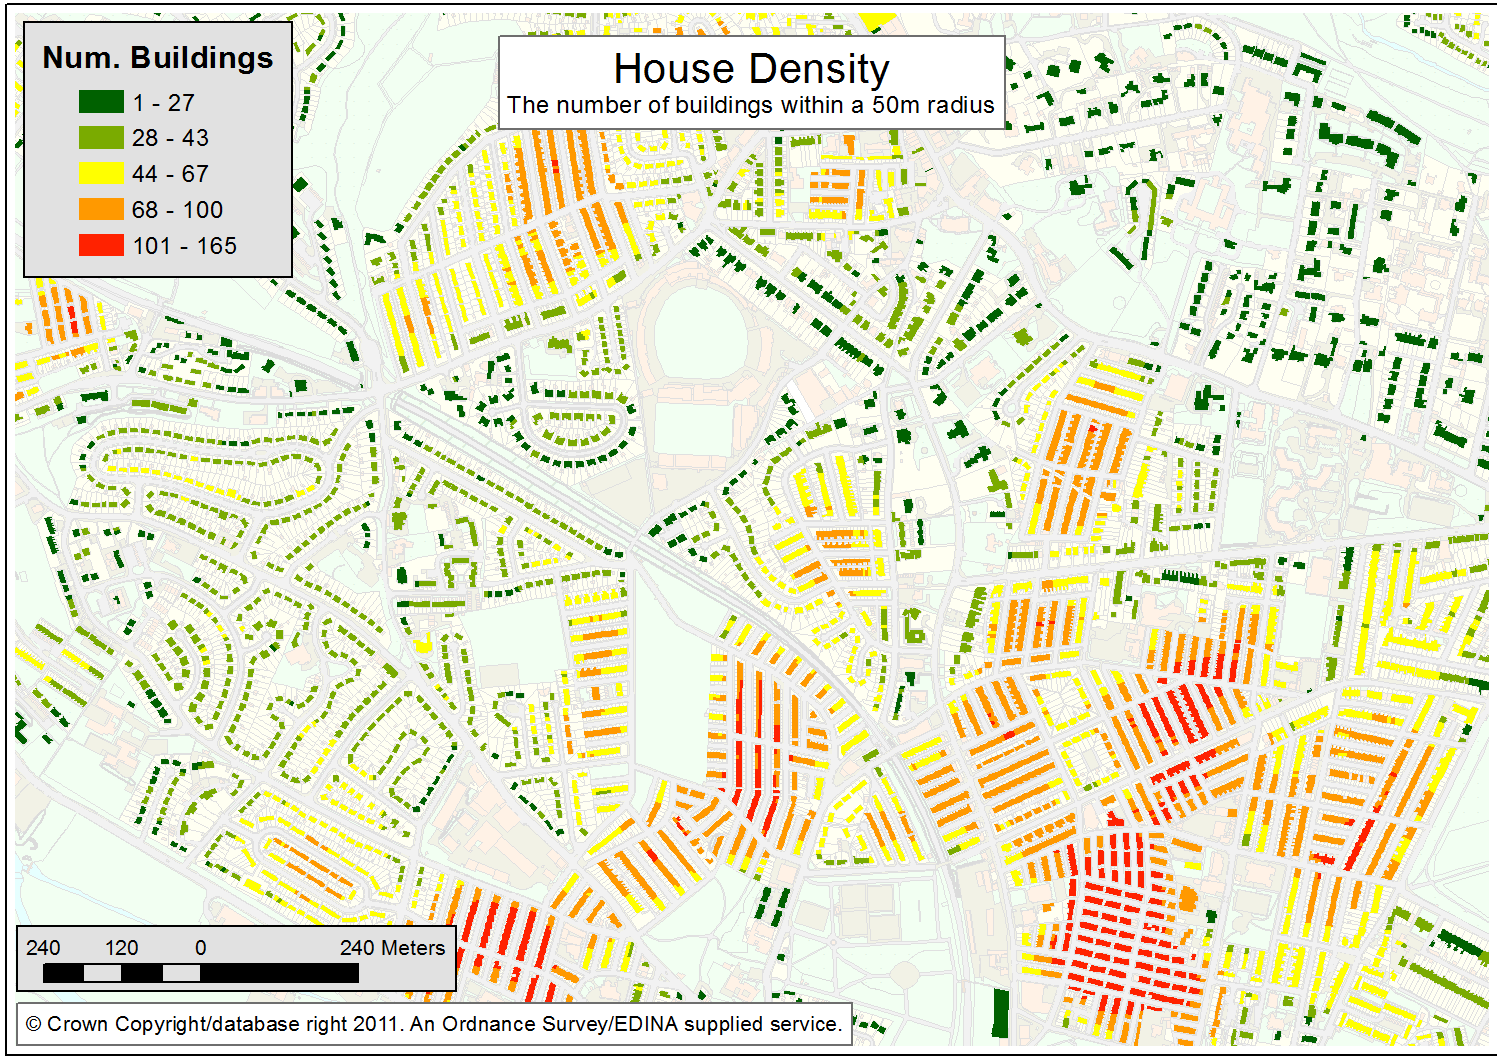 Num. Buildings
1 - 27
28 - 43
44 - 67
68 - 100
101 - 165
House Density
The number of buildings within a 50m radius
240 120 0 240 Meters
© Crown Copyright/database right 2011. An Ordnance Survey/EDINA supplied service.